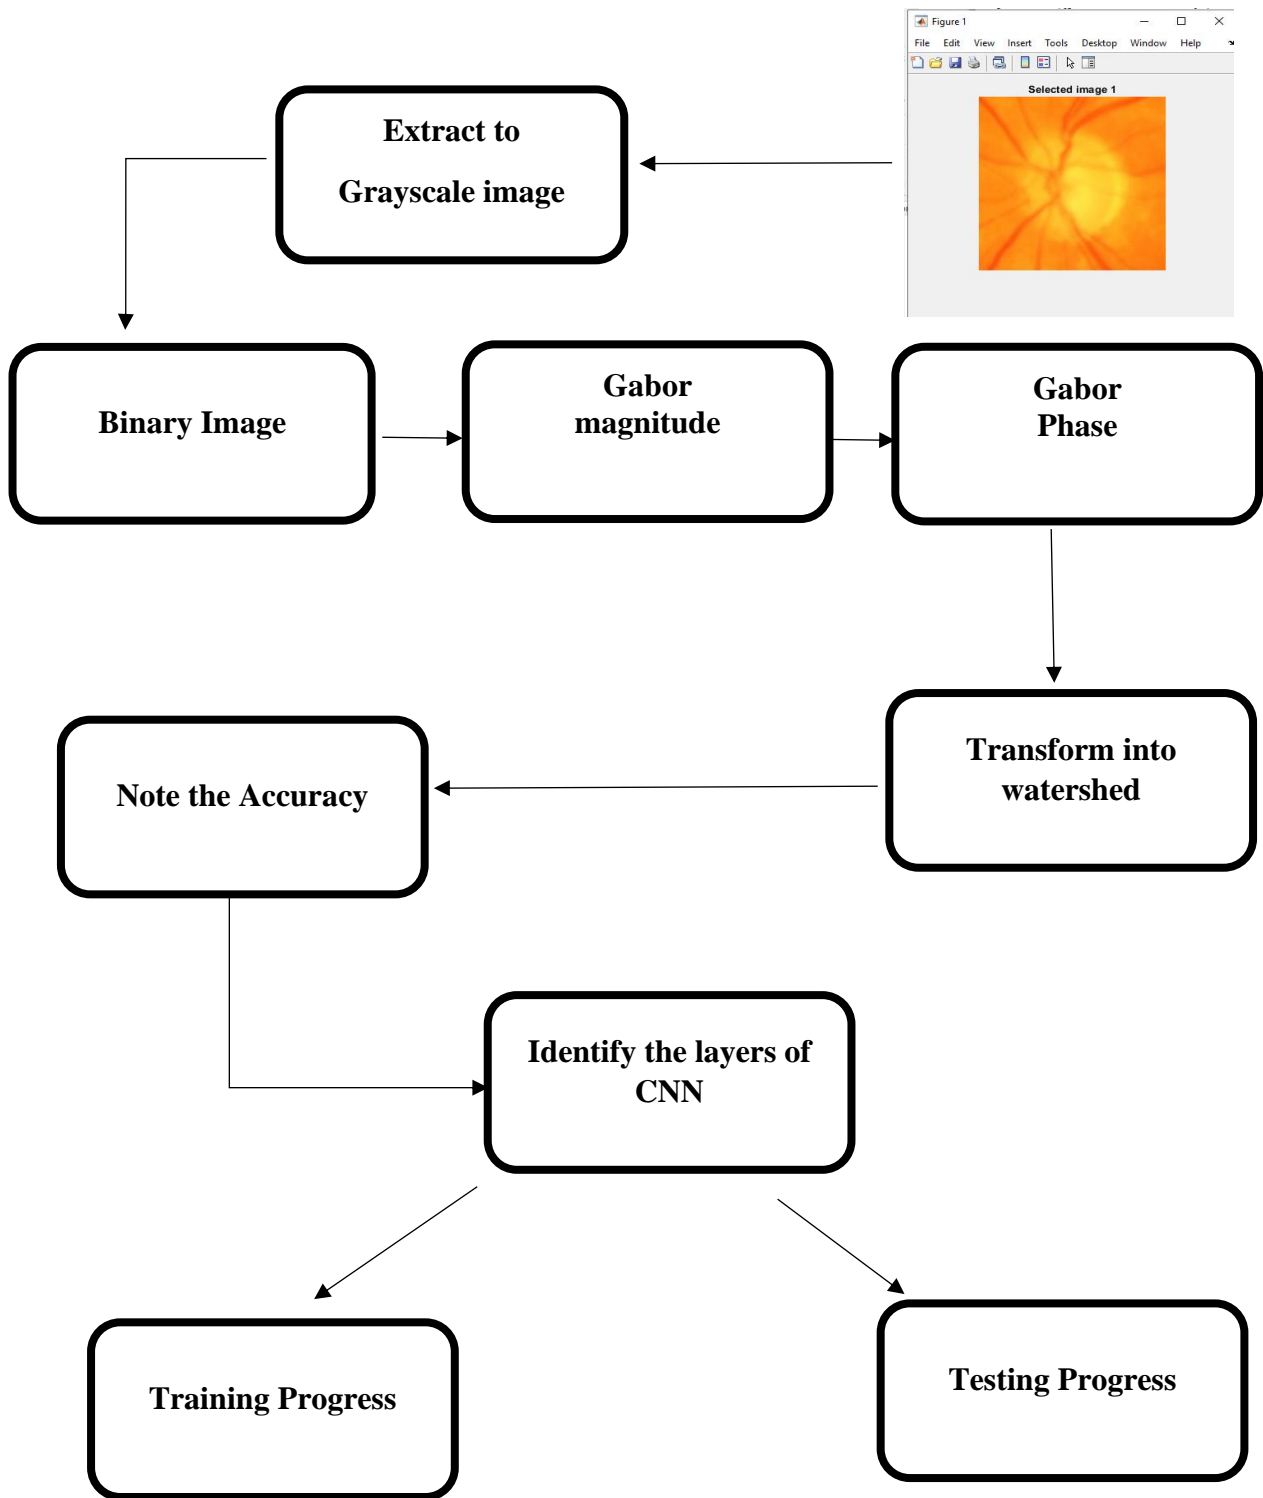 Figure 1
File Edit View Insert Tools Desktop Window Help
Selected image 1
Extract to
Grayscale image
Binary Image
Gabor
magnitude
Gabor
Phase
Transform into
watershed
Note the Accuracy
Identify the layers of
CNN
Training Progress
Testing Progress